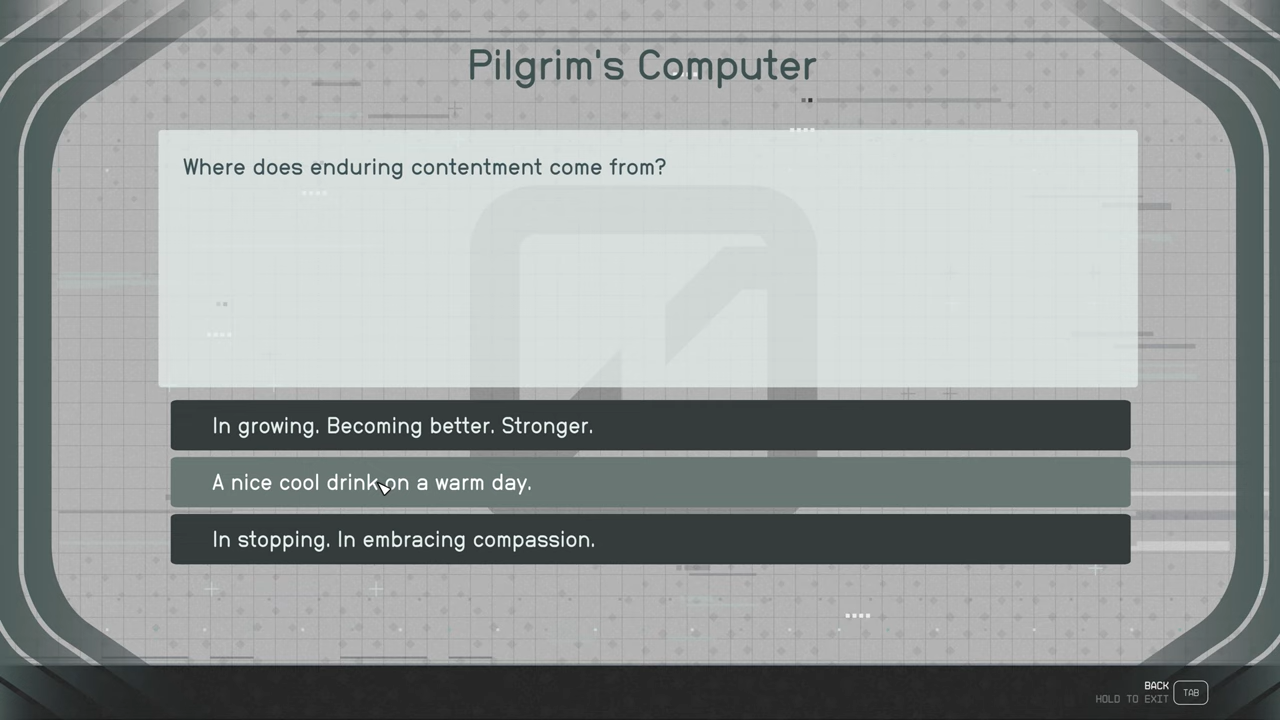 Pilgrim's Computer
Where does enduring contentment come from?
In growing. Becoming better. Stronger.
A nice cool drink on a warm day.
In stopping. In embracing compassion.
BACK
HOLD TO EXIT TAB